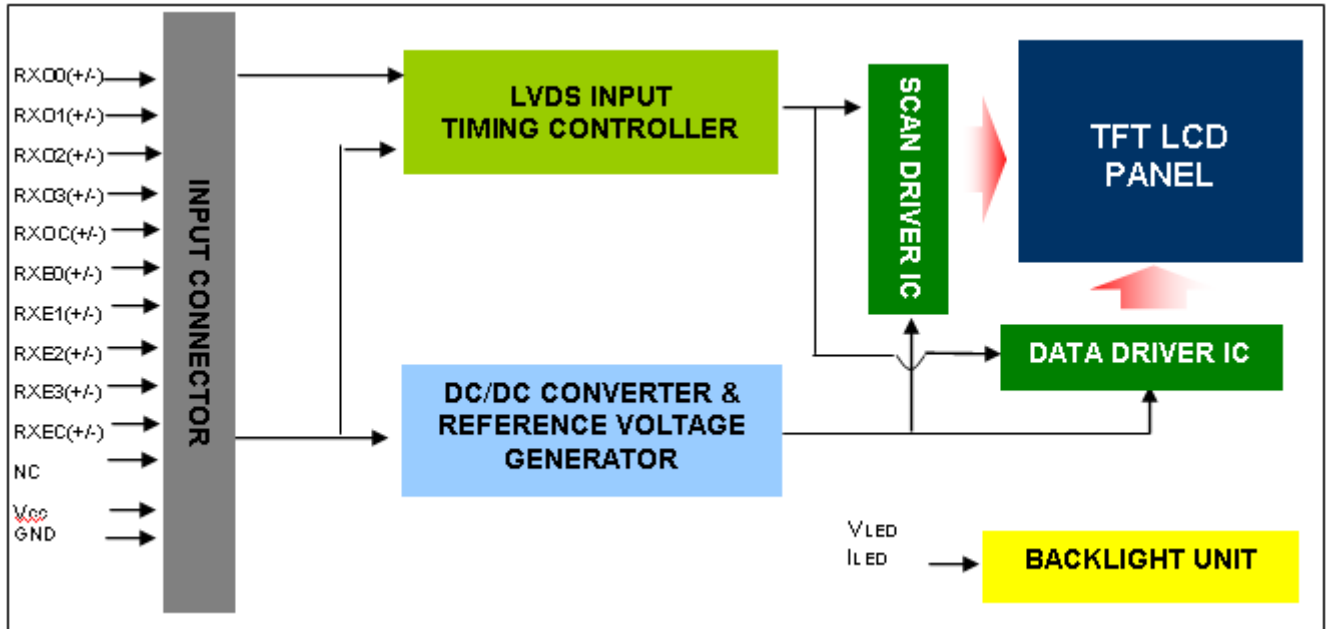 RXO0(+/-)
RXO1(+/-)
RXO2(+/-)
RXO3(+/-)
RXOC(+/-)
RXE0(+/-)
RXE1(+/-)
RXE2(+/-)
RXE3(+/-)
RXEC(+/-)
NC
Vcc
GND
INPUT CONNECTOR
LVDS INPUT
TIMING CONTROLLER
DC/DC CONVERTER &
REFERENCE VOLTAGE
GENERATOR
SCAN DRIVER IC
TFT LCD
PANEL
DATA DRIVER IC
VLED
ILED
BACKLIGHT UNIT